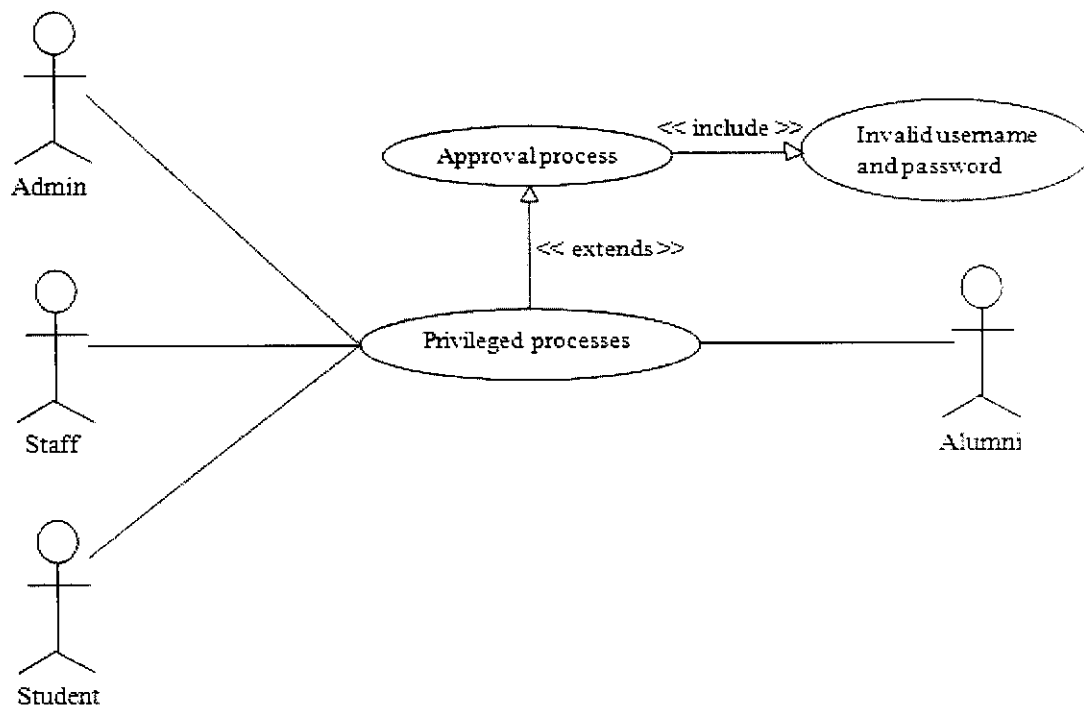 Admin
<< include >>
Approval process
Invalid username
and password
<< extends >>
Privileged processes
Staff
Alumni
Student